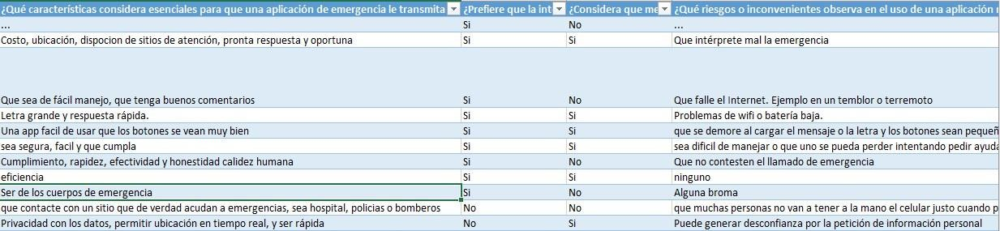 ¿Qué características considera esenciales para que una aplicación de emergencia le transmita ¿Prefiere que la int ¿Considera que me ¿Qué riesgos o inconvenientes observa en el uso de una aplicación
... Si No ...
Costo, ubicación, dispocion de sitios de atención, pronta respuesta y oportuna Si Si Que intérprete mal la emergencia
Que sea de fácil manejo, que tenga buenos comentarios Si No Que falle el Internet. Ejemplo en un temblor o terremoto
Letra grande y respuesta rápida. Si Si Problemas de wifi o batería baja.
Una app facil de usar que los botones se vean muy bien Si Si que se demore al cargar el mensaje o la letra y los botones sean pequeñ
sea segura, facil y que cumpla Si Si sea dificil de manejar o que uno se pueda perder intentando pedir ayuda
Cumplimiento, rapidez, efectividad y honestidad calidez humana Si No Que no contesten el llamado de emergencia
eficiencia Si Si ninguno
Ser de los cuerpos de emergencia Si No Alguna broma
que contacte con un sitio que de verdad acudan a emergencias, sea hospital, policias o bomberos No No que muchas personas no van a tener a la mano el celular justo cuando p
Privacidad con los datos, permitir ubicación en tiempo real, y ser rápida No Si Puede generar desconfianza por la petición de información personal